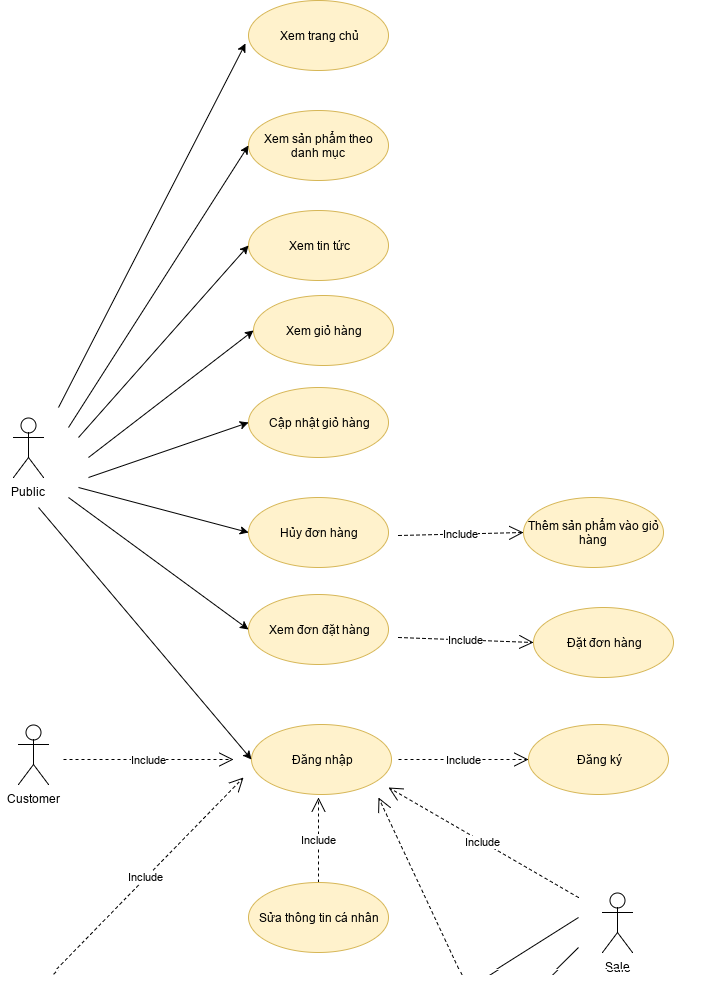 Xem trang chủ
Xem sản phẩm theo
danh mục
Xem tin tức
Xem giỏ hàng
Cập nhật giỏ hàng
Public
Hủy đơn hàng
Include
Thêm sản phẩm vào giỏ
hàng
Xem đơn đặt hàng
Include
Đặt đơn hàng
Customer
Include
Đăng nhập
Include
Đăng ký
Include
Include
Include
Sửa thông tin cá nhân
Sale